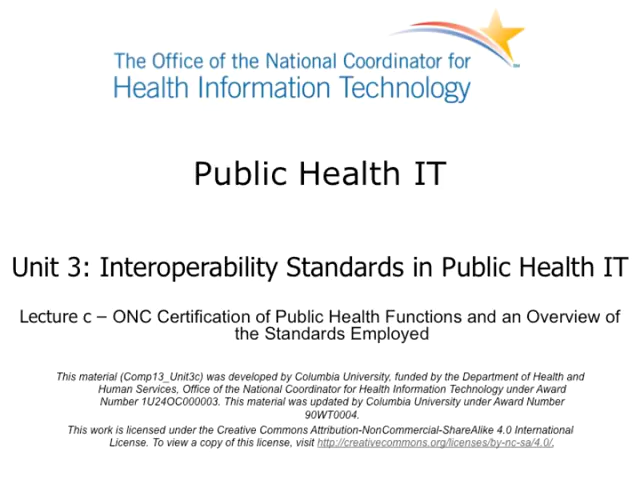 The Office of the National Coordinator for
Health Information Technology
Public Health IT
Unit 3: Interoperability Standards in Public Health IT
Lecture c – ONC Certification of Public Health Functions and an Overview of
the Standards Employed
This material (Comp13_Unit3c) was developed by Columbia University, funded by the Department of Health and
Human Services, Office of the National Coordinator for Health Information Technology under Award
Number 1U24OC000003. This material was updated by Columbia University under Award Number
90WT0004.
This work is licensed under the Creative Commons Attribution-NonCommercial-ShareAlike 4.0 International
License. To view a copy of this license, visit http://creativecommons.org/licenses/by-nc-sa/4.0/.